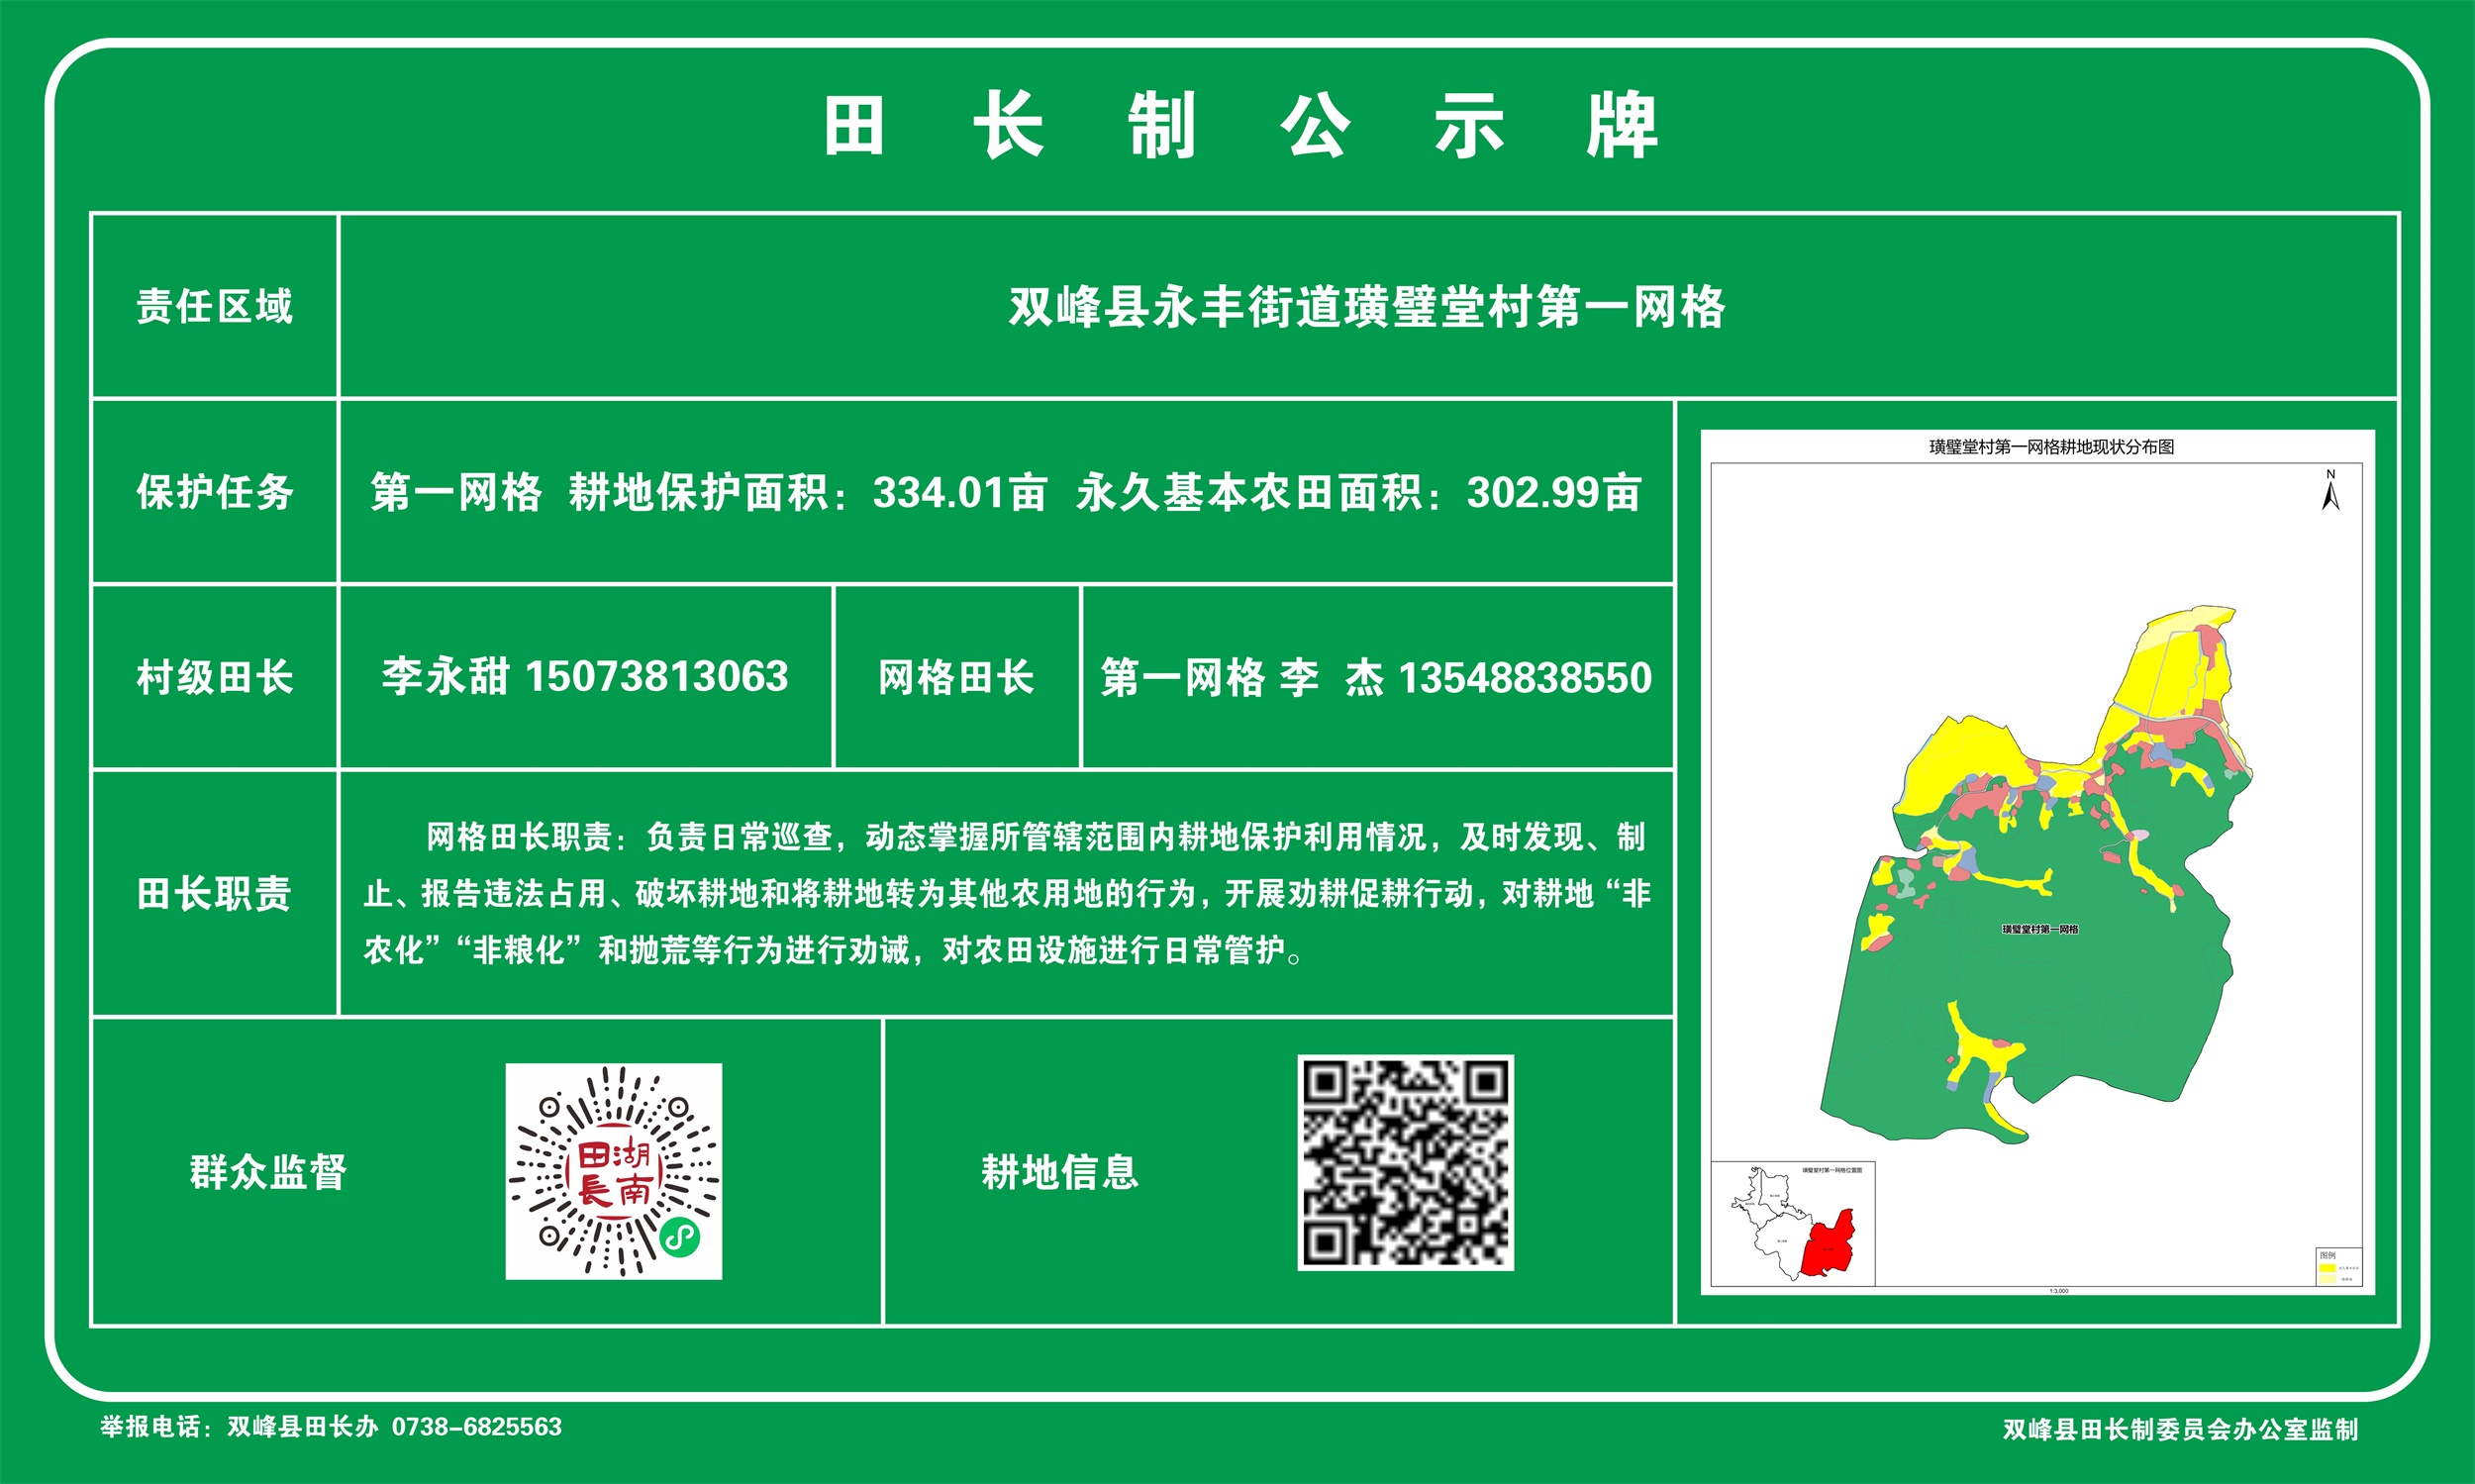 田长制公示牌
责任区域
双峰县永丰街道璜璧堂村第一网格
保护任务
第一网格 耕地保护面积：334.01亩 永久基本农田面积：302.99亩
村级田长
李永甜 15073813063
网格田长
第一网格 李 杰 13548838550
田长职责
网格田长职责：负责日常巡查，动态掌握所管辖范围内耕地保护利用情况，及时发现、制
止、报告违法占用、破坏耕地和将耕地转为其他农用地的行为，开展劝耕促耕行动，对耕地“非
农化”“非粮化”和抛荒等行为进行劝诫，对农田设施进行日常管护。
群众监督
湖南田長
耕地信息
璜璧堂村第一网格耕地现状分布图
N
璜璧堂村第一网格
璜璧堂村第一网格位置图
图例
1:3,000
举报电话：双峰县田长办 0738-6825563
双峰县田长制委员会办公室监制